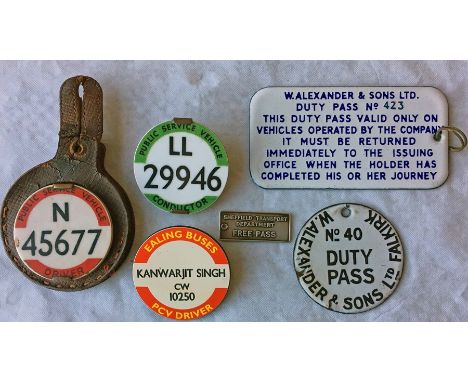 PUBLIC SERVICE VEHICLE
N
45677
DRIVER
PUBLIC SERVICE VEHICLE
LL
29946
CONDUCTOR
EALING BUSES
KANWARJIT SINGH
CW
10250
PCV DRIVER
SHEFFIELD TRANSPORT
DEPARTMENT
FREE PASS
W. ALEXANDER & SONS LTD.
DUTY PASS Nº 423
THIS DUTY PASS VALID ONLY ON
VEHICLES OPERATED BY THE COMPANY
IT MUST BE RETURNED
IMMEDIATELY TO THE ISSUING
OFFICE WHEN THE HOLDER HAS
COMPLETED HIS OR HER JOURNEY
W. ALEXANDER & SONS LTD FALKIRK
Nº 40
DUTY
PASS